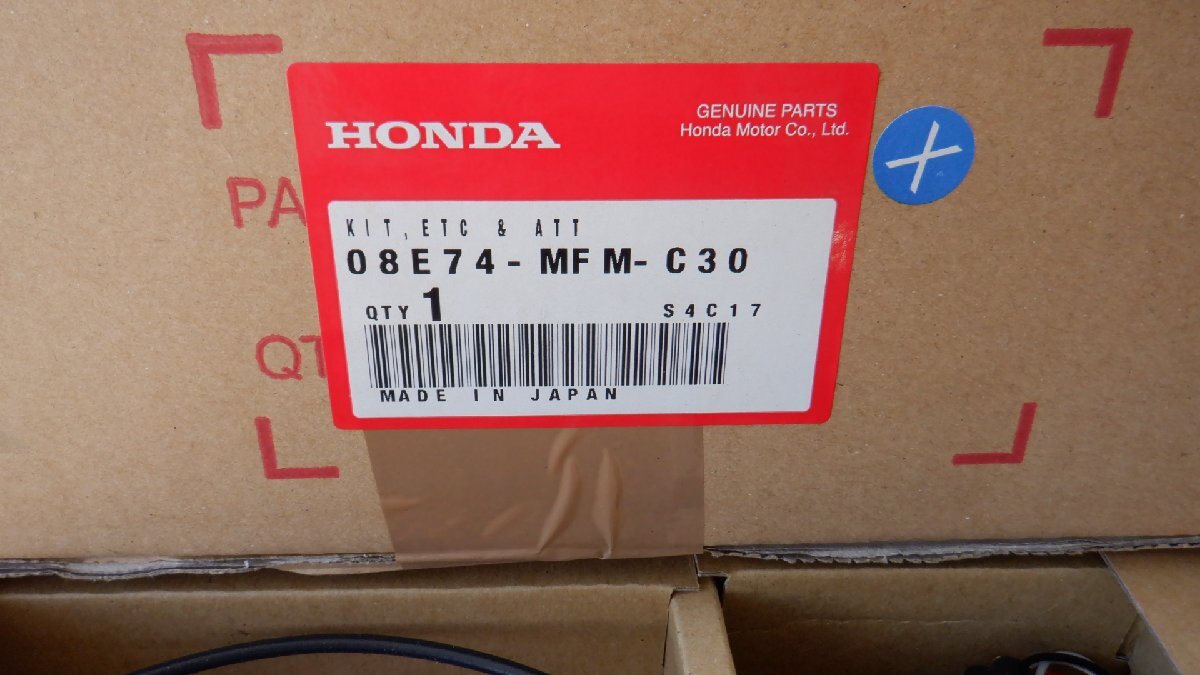 HONDA
GENUINE PARTS
Honda Motor Co., Ltd.
PA
KIT, ETC & ATT
08E74-MFM-C30
QTY 1 S4C17
QT
MADE IN JAPAN